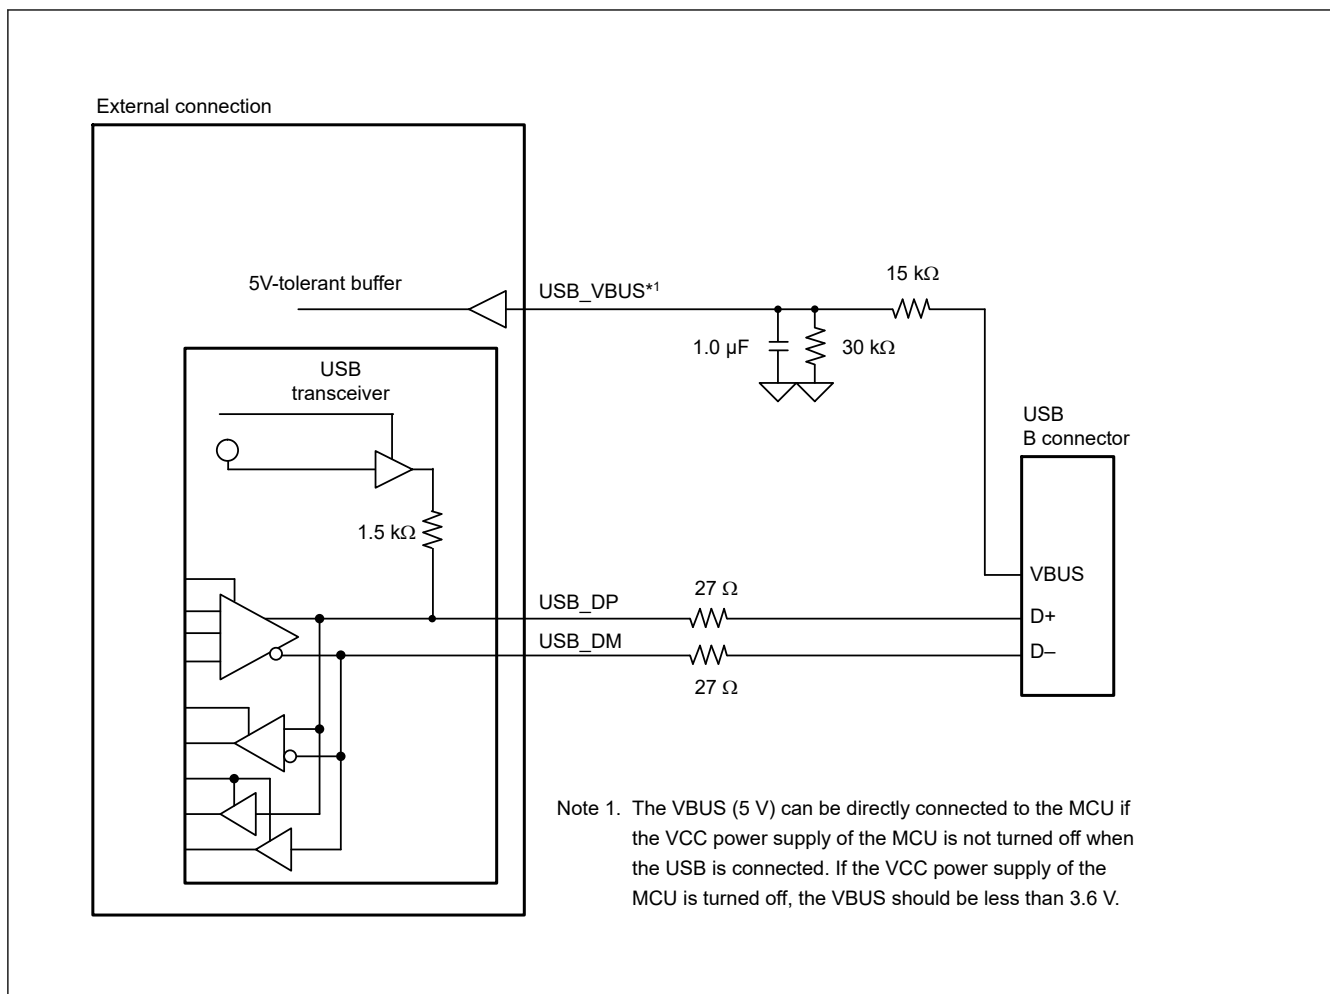 External connection
5V-tolerant buffer
USB_VBUS*1
15 kΩ
1.0 µF
30 kΩ
USB
transceiver
USB
B connector
1.5 kΩ
VBUS
USB_DP
27 Ω
D+
USB_DM
D–
27 Ω
Note 1. The VBUS (5 V) can be directly connected to the MCU if
the VCC power supply of the MCU is not turned off when
the USB is connected. If the VCC power supply of the
MCU is turned off, the VBUS should be less than 3.6 V.